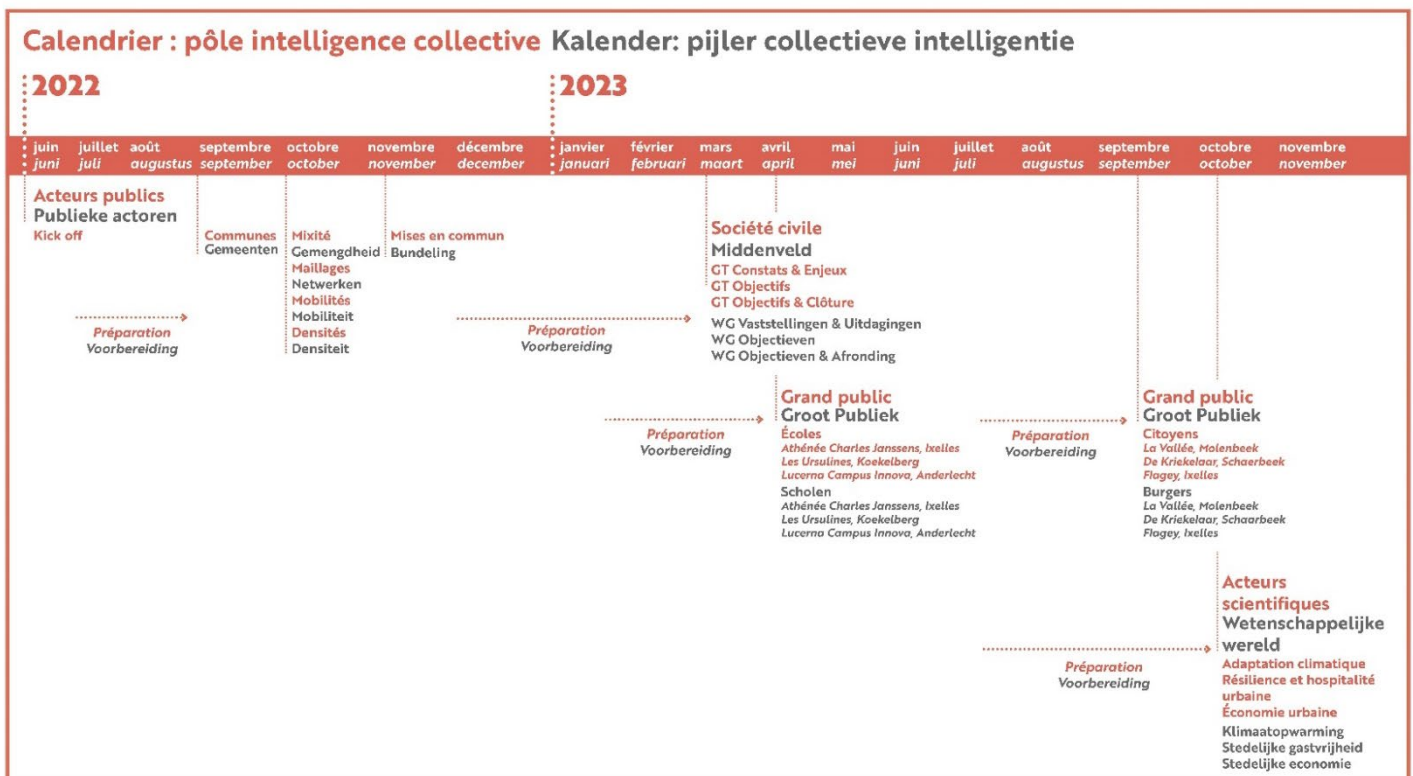 Calendrier : pôle intelligence collective Kalender: pijler collectieve intelligentie
2022
2023
juin juillet août septembre octobre novembre décembre janvier février mars avril mai juin juillet août septembre octobre novembre
juni juli augustus september october november december januari februari maart april mei juni juli augustus september october november
Acteurs publics
Publieke actoren
Kick off
Préparation
Voorbereiding
Communes
Gemeenten
Mixité
Gemengdheid
Maillages
Netwerken
Mobilités
Mobiliteit
Densités
Densiteit
Mises en commun
Bundeling
Préparation
Voorbereiding
Société civile
Middenveld
GT Constats & Enjeux
GT Objectifs
GT Objectifs & Clôture
WG Vaststellingen & Uitdagingen
WG Objectieven
WG Objectieven & Afronding
Préparation
Voorbereiding
Grand public
Groot Publiek
Écoles
Athénée Charles Janssens, Ixelles
Les Ursulines, Koekelberg
Lucerna Campus Innova, Anderlecht
Scholen
Athénée Charles Janssens, Ixelles
Les Ursulines, Koekelberg
Lucerna Campus Innova, Anderlecht
Préparation
Voorbereiding
Grand public
Groot Publiek
Citoyens
La Vallée, Molenbeek
De Kriekelaar, Schaerbeek
Flagey, Ixelles
Burgers
La Vallée, Molenbeek
De Kriekelaar, Schaarbeek
Flagey, Ixelles
Préparation
Voorbereiding
Acteurs
scientifiques
Wetenschappelijke
wereld
Adaptation climatique
Résilience et hospitalité
urbaine
Économie urbaine
Klimaatopwarming
Stedelijke gastvrijheid
Stedelijke economie